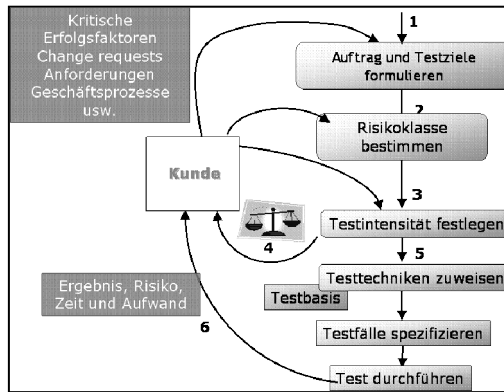 Kritische
Erfolgsfaktoren
Change requests
Anforderungen
Geschäftsprozesse
usw.
1
Auftrag und Testziele
formulieren
2
Risikoklasse
bestimmen
Kunde
3
Testintensität festlegen
4
5
Testtechniken zuweisen
Ergebnis, Risiko,
Zeit und Aufwand
Testbasis
6
Testfälle spezifizieren
Test durchführen